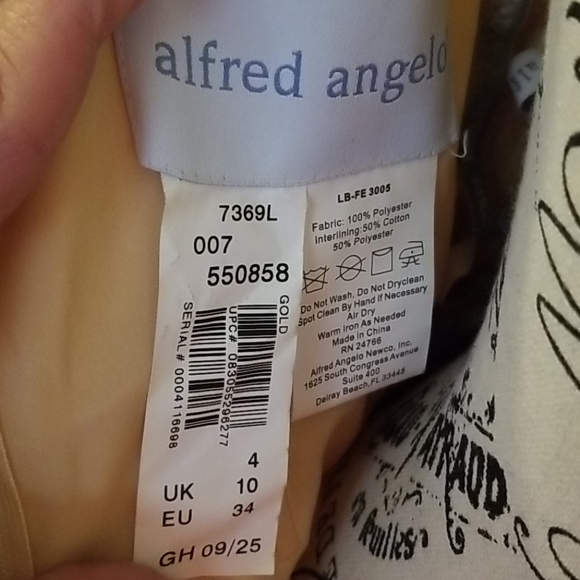 alfred angelo
7369L
007
550858
GOLD
UPC# 083055296277
SERIAL# 0004116698
4
UK 10
EU 34
GH 09/25
LB-FE 3005
Fabric: 100% Polyester
Interlining:50% Cotton
50% Polyester
Do Not Wash, Do Not Dryclean
Spot Clean By Hand If Necessary
Air Dry
Warm Iron As Needed
Made in China
RN 24766
Alfred Angelo Newco, Inc.
1625 South Congress Avenue
Suite 400
Delray Beach,FL 33445
Ruilles